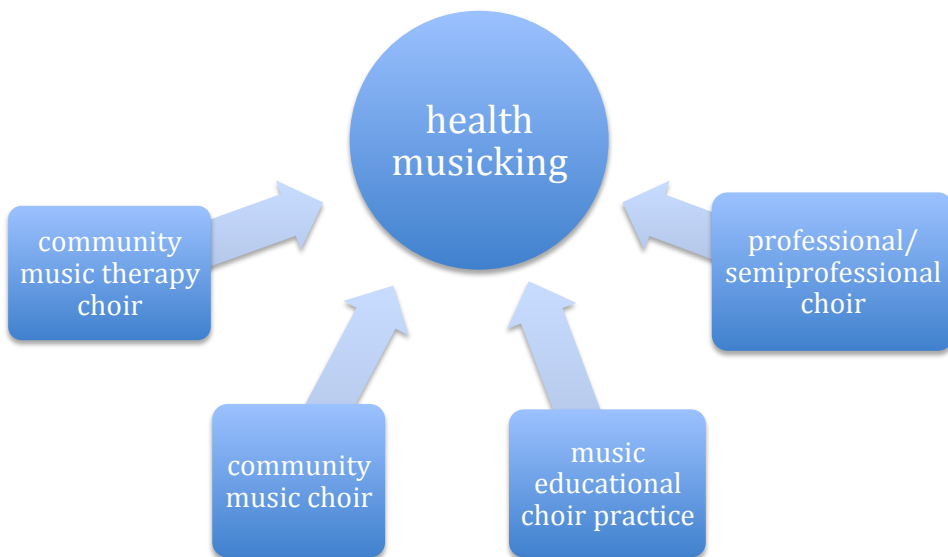 health
musicking
community
music therapy
choir
professional/
semiprofessional
choir
community
music choir
music
educational
choir practice